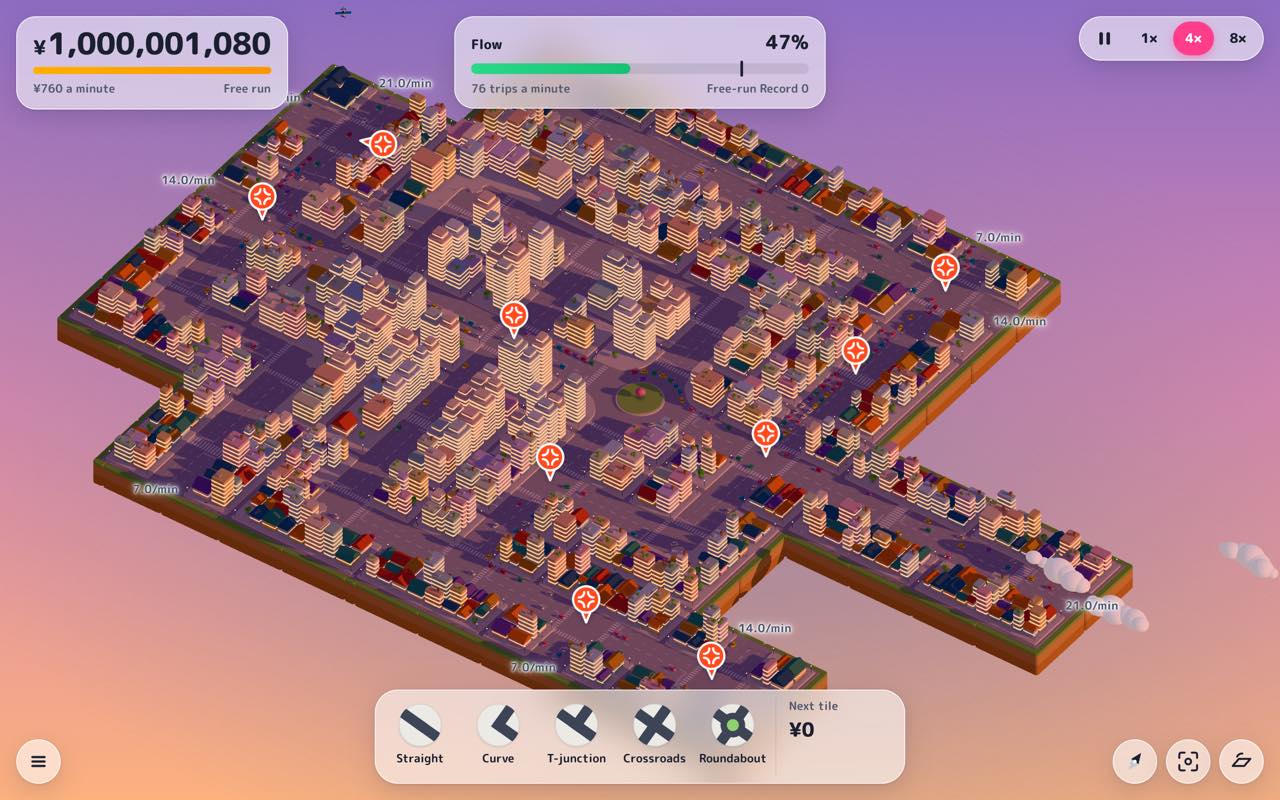 ¥1,000,001,080
¥760 a minute
Free run
Flow
47%
76 trips a minute
Free-run Record 0
1×
4×
8×
21.0/min
14.0/min
7.0/min
14.0/min
7.0/min
21.0/min
14.0/min
7.0/min
Straight
Curve
T-junction
Crossroads
Roundabout
Next tile
¥0